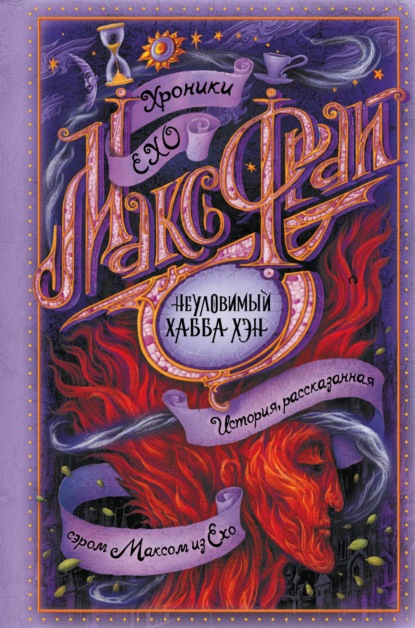 Хроники
ЕХО
Макс Фрай
Неуловимый
Хабба Хэн
История, рассказанная
сэром Максом из Ехо